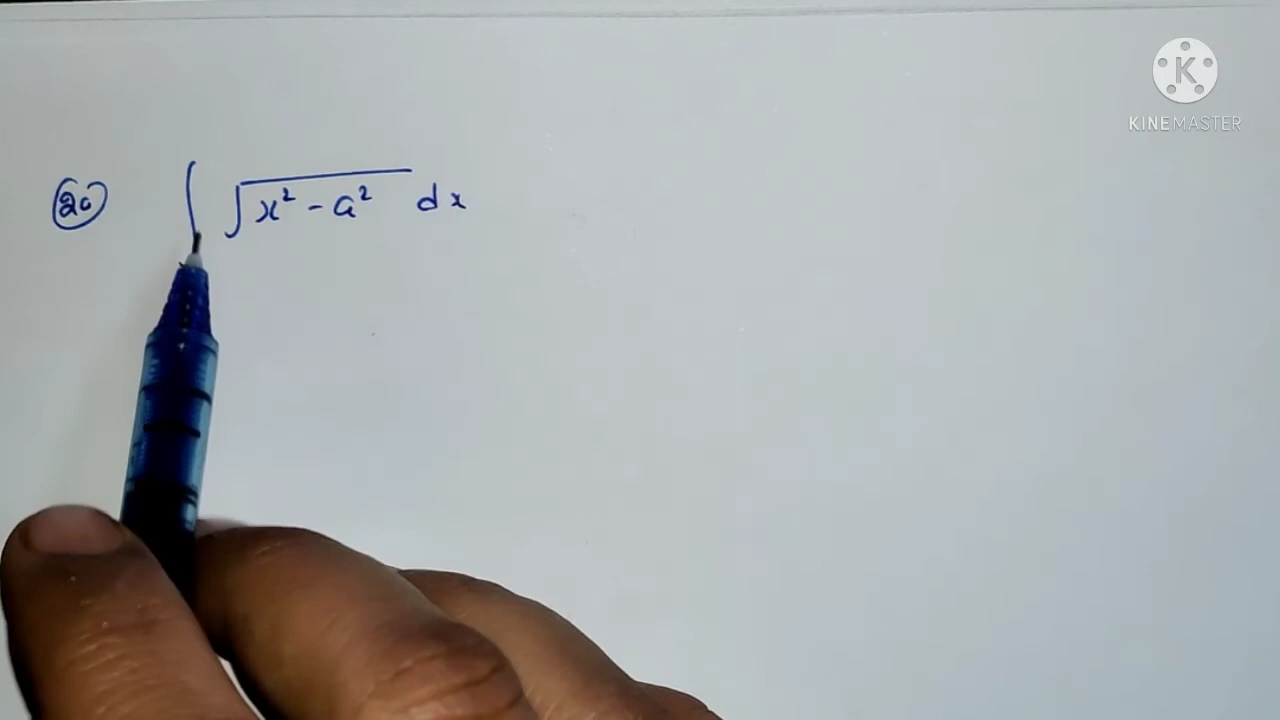 K
KINEMASTER
20 ∫ √x² - a² dx